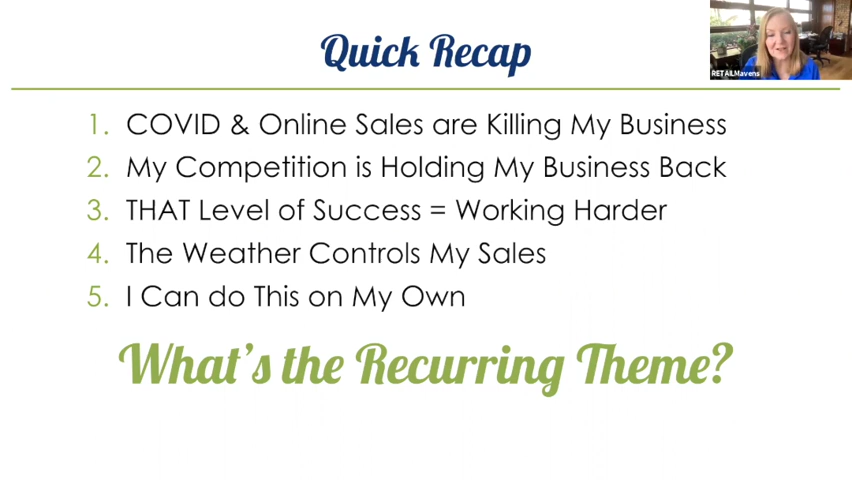 Quick Recap
RETAILMavens
1. COVID & Online Sales are Killing My Business
2. My Competition is Holding My Business Back
3. THAT Level of Success = Working Harder
4. The Weather Controls My Sales
5. I Can do This on My Own
What's the Recurring Theme?